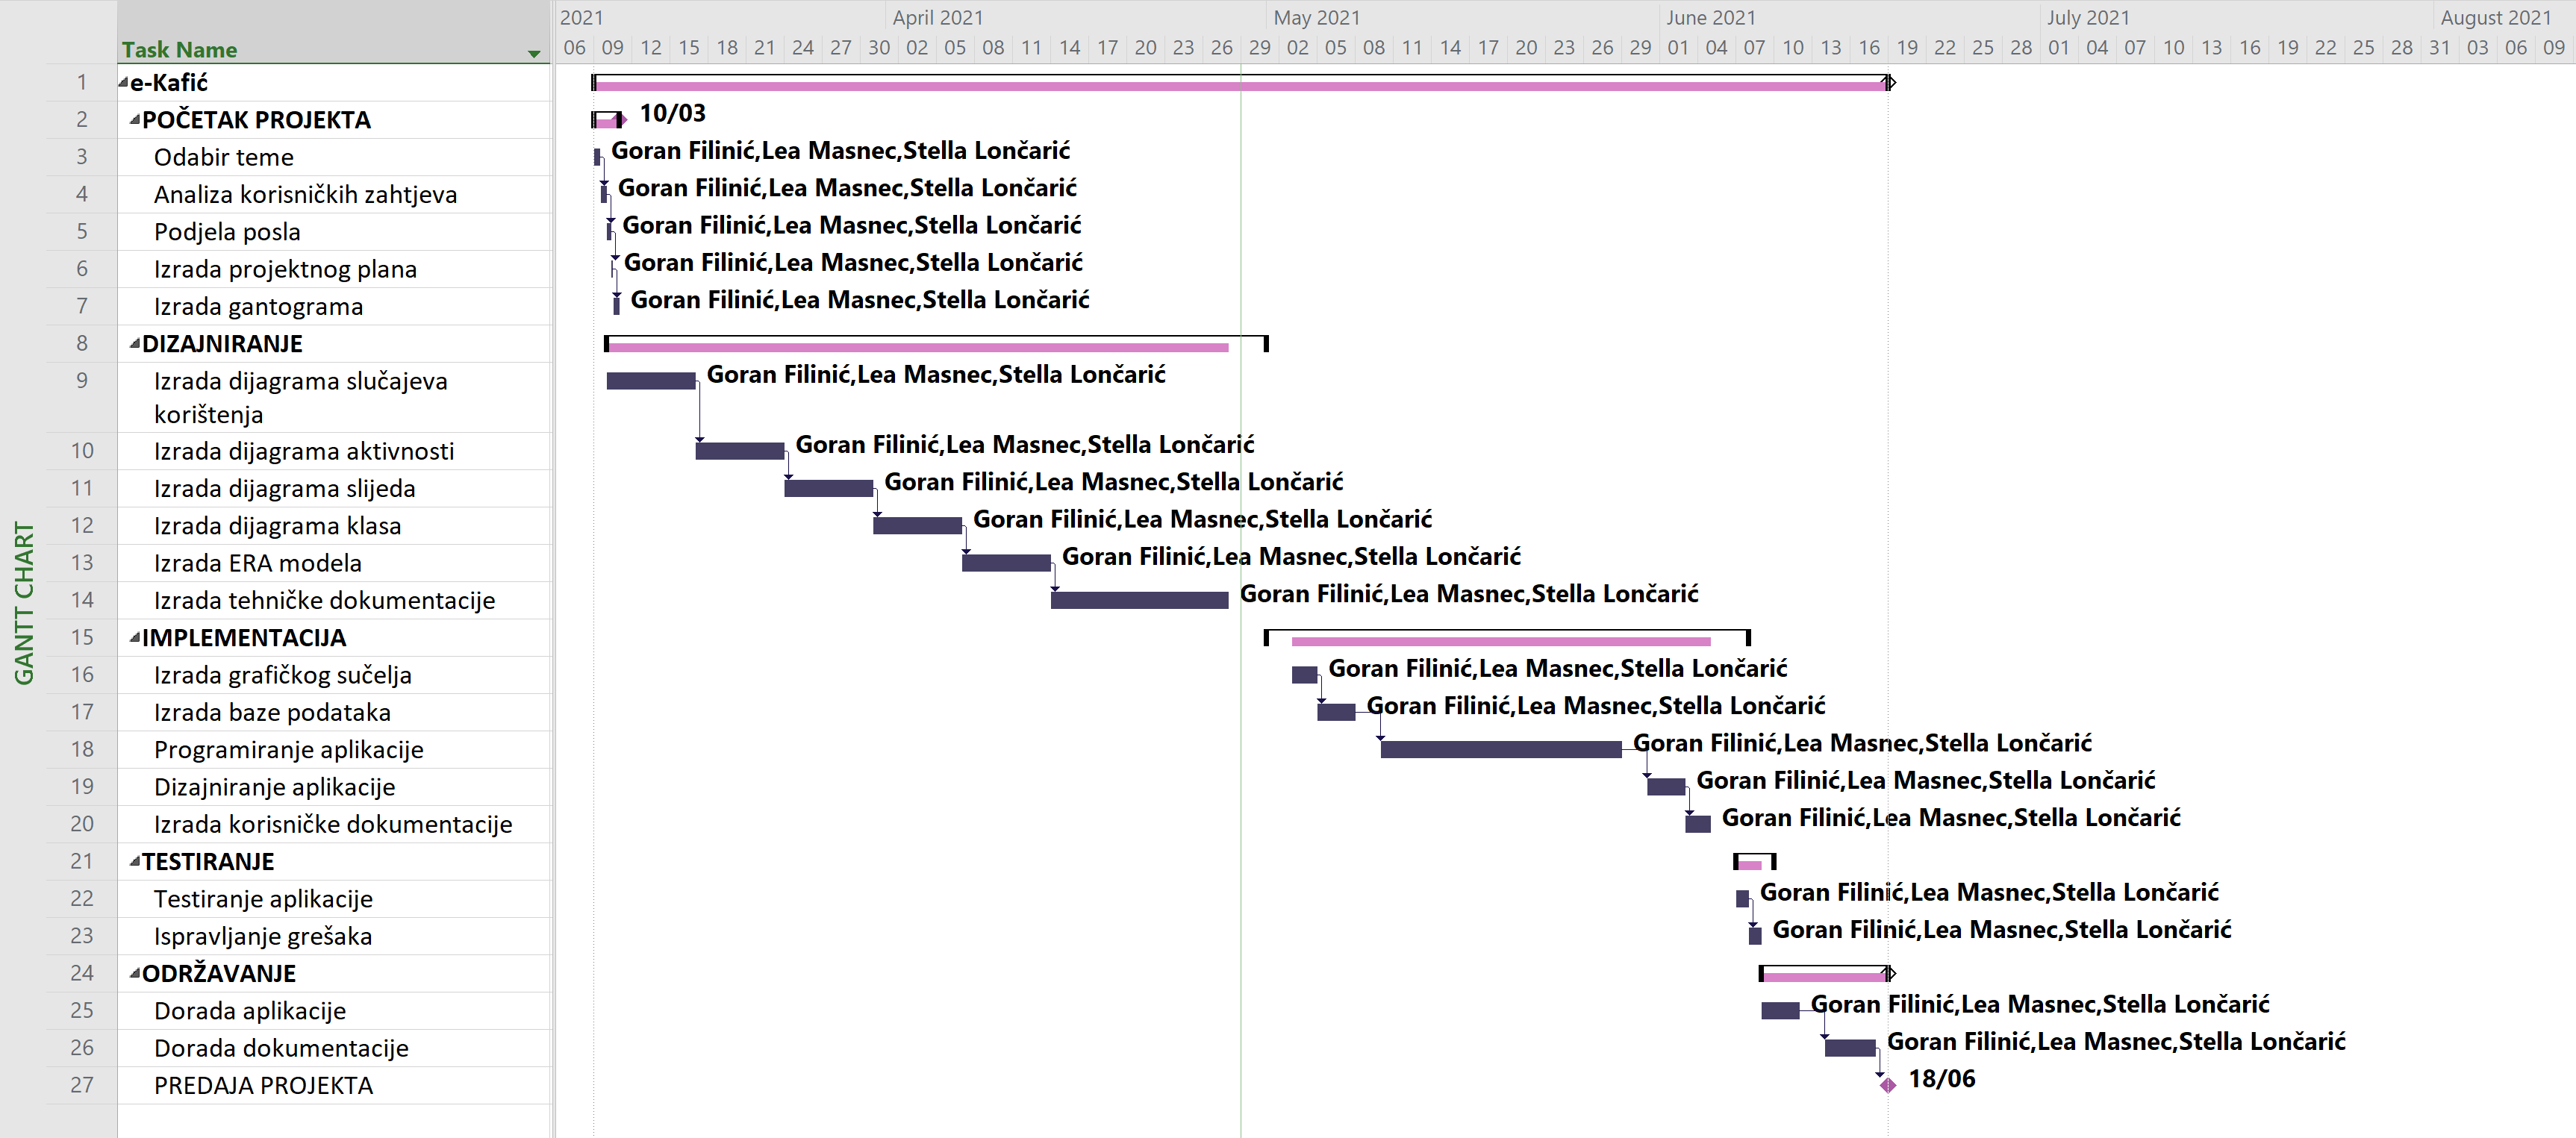 2021 April 2021 May 2021 June 2021 July 2021 August 2021
Task Name 06 09 12 15 18 21 24 27 30 02 05 08 11 14 17 20 23 26 29 02 05 08 11 14 17 20 23 26 29 01 04 07 10 13 16 19 22 25 28 01 04 07 10 13 16 19 22 25 28 31 03 06 09
GANTT CHART
1 e-Kafić
2 POČETAK PROJEKTA 10/03
3 Odabir teme Goran Filinić,Lea Masnec,Stella Lončarić
4 Analiza korisničkih zahtjeva Goran Filinić,Lea Masnec,Stella Lončarić
5 Podjela posla Goran Filinić,Lea Masnec,Stella Lončarić
6 Izrada projektnog plana Goran Filinić,Lea Masnec,Stella Lončarić
7 Izrada gantograma Goran Filinić,Lea Masnec,Stella Lončarić
8 DIZAJNIRANJE
9 Izrada dijagrama slučajeva Goran Filinić,Lea Masnec,Stella Lončarić
korištenja
10 Izrada dijagrama aktivnosti Goran Filinić,Lea Masnec,Stella Lončarić
11 Izrada dijagrama slijeda Goran Filinić,Lea Masnec,Stella Lončarić
12 Izrada dijagrama klasa Goran Filinić,Lea Masnec,Stella Lončarić
13 Izrada ERA modela Goran Filinić,Lea Masnec,Stella Lončarić
14 Izrada tehničke dokumentacije Goran Filinić,Lea Masnec,Stella Lončarić
15 IMPLEMENTACIJA
16 Izrada grafičkog sučelja Goran Filinić,Lea Masnec,Stella Lončarić
17 Izrada baze podataka Goran Filinić,Lea Masnec,Stella Lončarić
18 Programiranje aplikacije Goran Filinić,Lea Masnec,Stella Lončarić
19 Dizajniranje aplikacije Goran Filinić,Lea Masnec,Stella Lončarić
20 Izrada korisničke dokumentacije Goran Filinić,Lea Masnec,Stella Lončarić
21 TESTIRANJE
22 Testiranje aplikacije Goran Filinić,Lea Masnec,Stella Lončarić
23 Ispravljanje grešaka Goran Filinić,Lea Masnec,Stella Lončarić
24 ODRŽAVANJE
25 Dorada aplikacije Goran Filinić,Lea Masnec,Stella Lončarić
26 Dorada dokumentacije Goran Filinić,Lea Masnec,Stella Lončarić
27 PREDAJA PROJEKTA 18/06